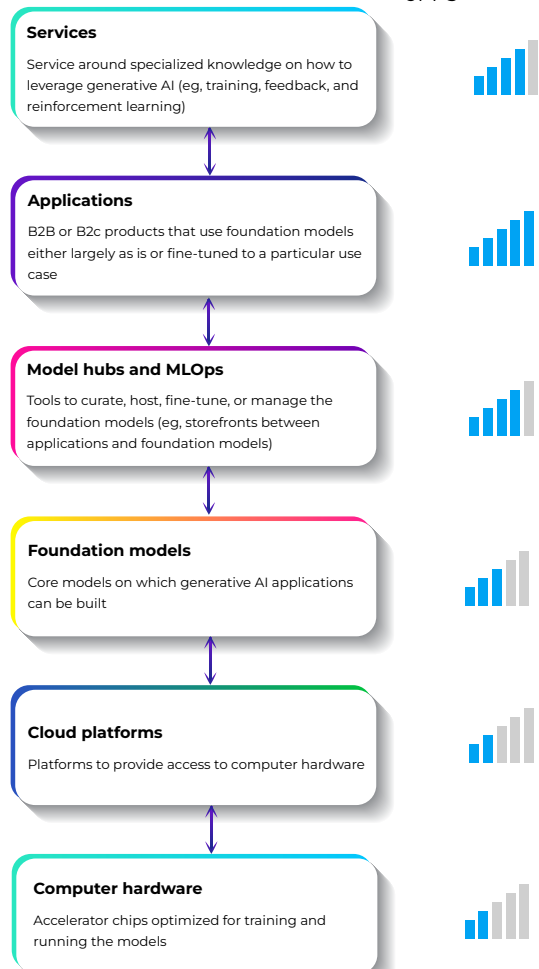 Services
Service around specialized knowledge on how to
leverage generative AI (eg, training, feedback, and
reinforcement learning)
Applications
B2B or B2c products that use foundation models
either largely as is or fine-tuned to a particular use
case
Model hubs and MLOps
Tools to curate, host, fine-tune, or manage the
foundation models (eg, storefronts between
applications and foundation models)
Foundation models
Core models on which generative AI applications
can be built
Cloud platforms
Platforms to provide access to computer hardware
Computer hardware
Accelerator chips optimized for training and
running the models